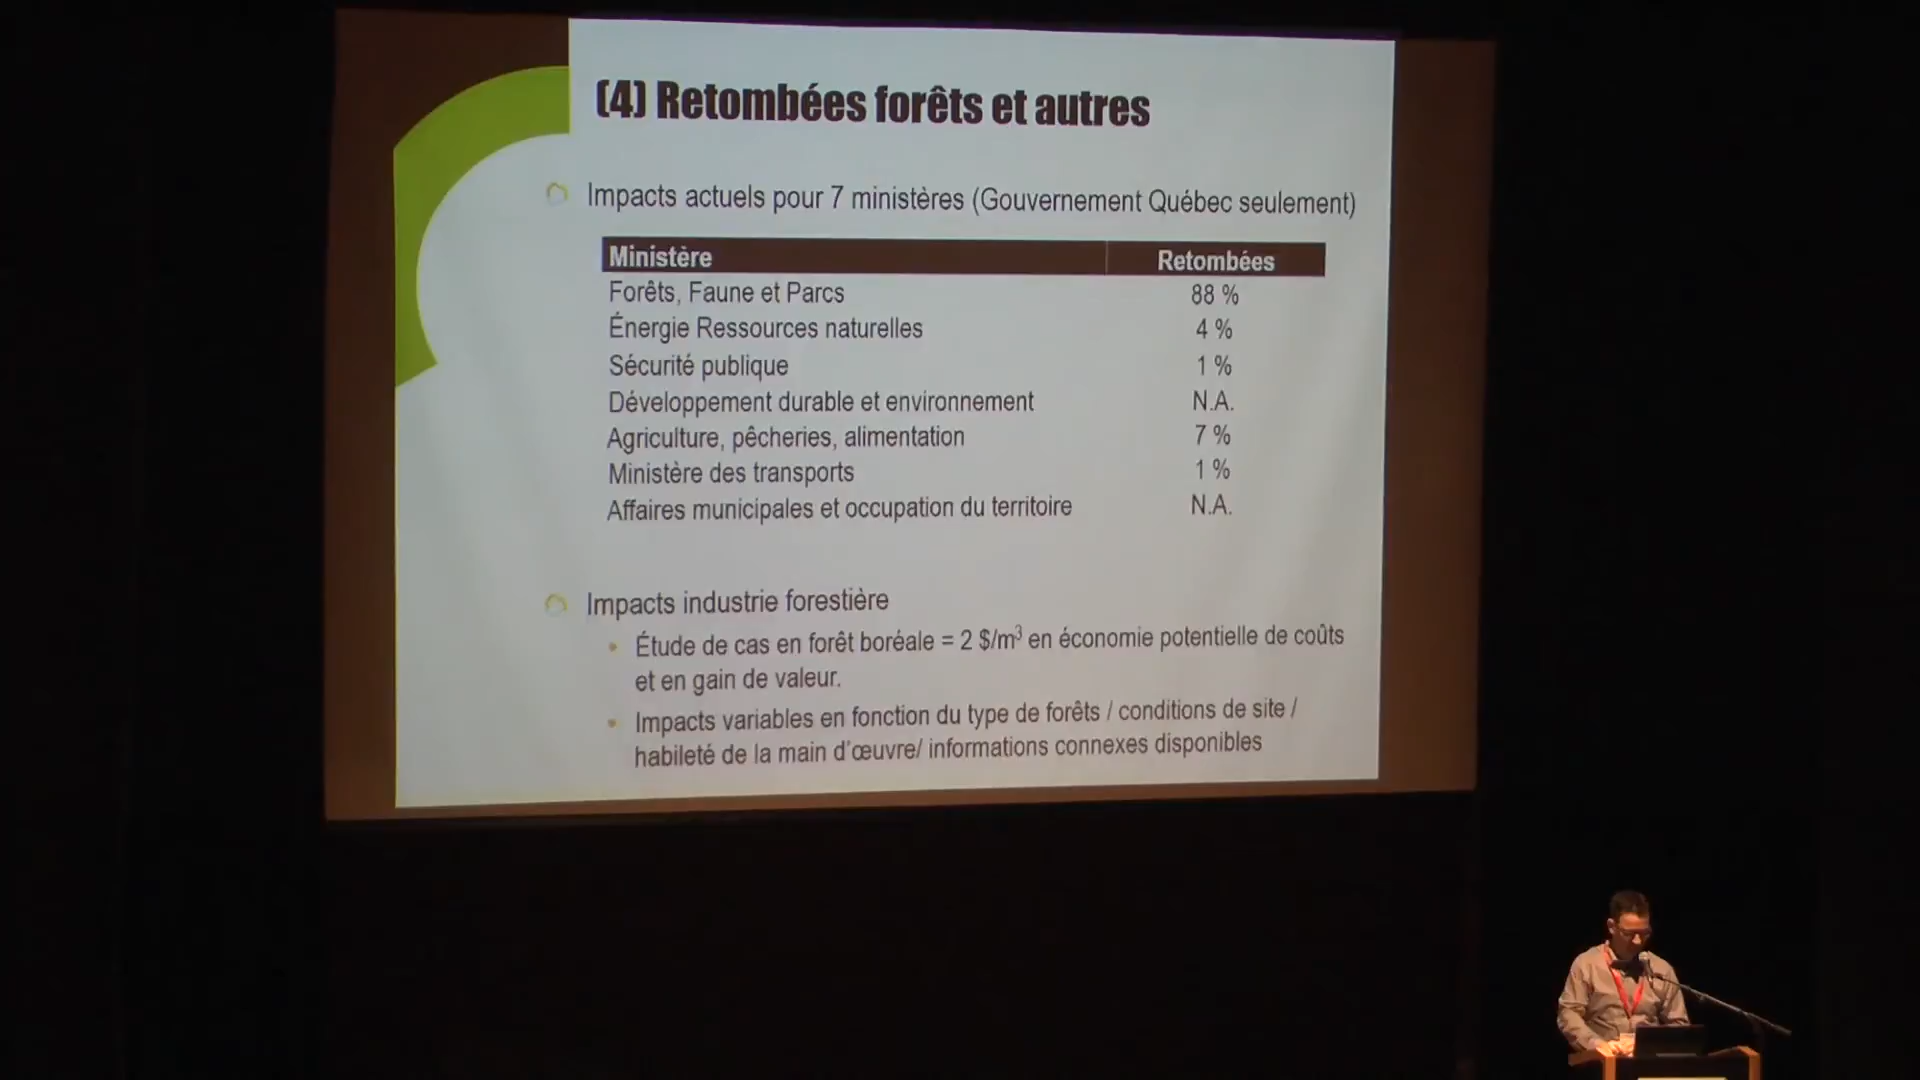 (4) Retombées forêts et autres
Impacts actuels pour 7 ministères (Gouvernement Québec seulement)
Ministère Retombées
Forêts, Faune et Parcs 88 %
Énergie Ressources naturelles 4 %
Sécurité publique 1 %
Développement durable et environnement N.A.
Agriculture, pêcheries, alimentation 7 %
Ministère des transports 1 %
Affaires municipales et occupation du territoire N.A.
Impacts industrie forestière
Étude de cas en forêt boréale = 2 $/m³ en économie potentielle de coûts
et en gain de valeur.
Impacts variables en fonction du type de forêts / conditions de site /
habileté de la main d'œuvre/ informations connexes disponibles